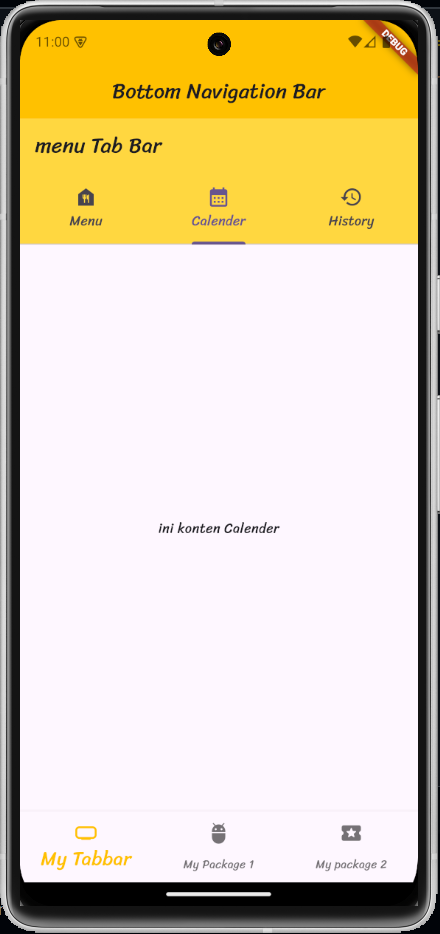 11:00
DEBUG
Bottom Navigation Bar
menu Tab Bar
Menu
Calender
History
ini konten Calender
My Tabbar
My Package 1
My package 2